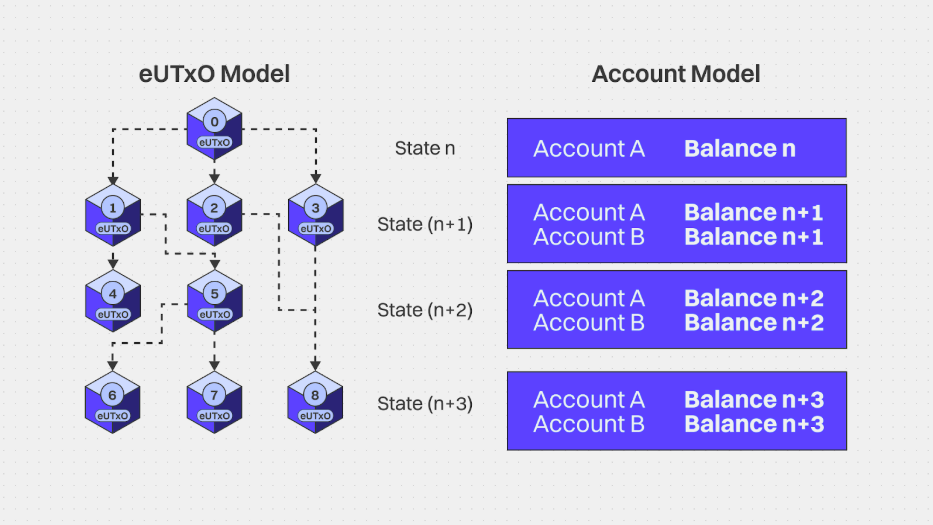 eUTxO Model
Account Model
0
eUTxO
State n
Account A Balance n
1
eUTxO
2
eUTxO
3
eUTxO
State (n+1)
Account A Balance n+1
Account B Balance n+1
4
eUTxO
5
eUTxO
State (n+2)
Account A Balance n+2
Account B Balance n+2
6
eUTxO
7
eUTxO
8
eUTxO
State (n+3)
Account A Balance n+3
Account B Balance n+3